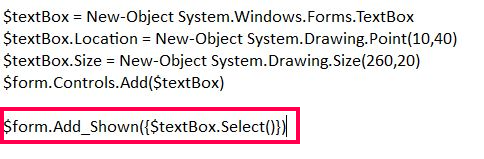 $textBox = New-Object System.Windows.Forms.TextBox
$textBox.Location = New-Object System.Drawing.Point(10,40)
$textBox.Size = New-Object System.Drawing.Size(260,20)
$form.Controls.Add($textBox)
$form.Add_Shown({$textBox.Select()})